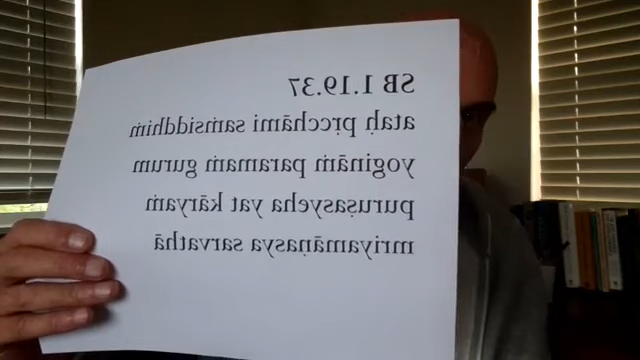 SB 1.19.37
ataḥ pṛcchāmi saṁsiddhiṁ
yogināṁ paramaṁ gurum
puruṣasyeha yat kāryaṁ
mriyamāṇasya sarvathā